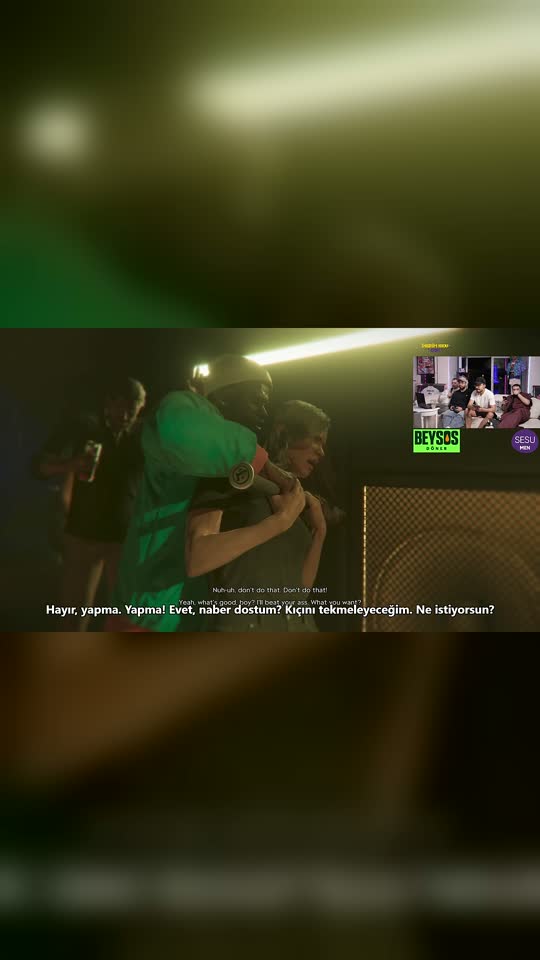 BEYSOS
DÖNER
SESU
MEN
Nuh-uh, don't do that. Don't do that!
Yeah, what's good, boy? I'll beat your ass. What you want?
Hayır, yapma. Yapma! Evet, naber dostum? Kıçını tekmeleyeceğim. Ne istiyorsun?